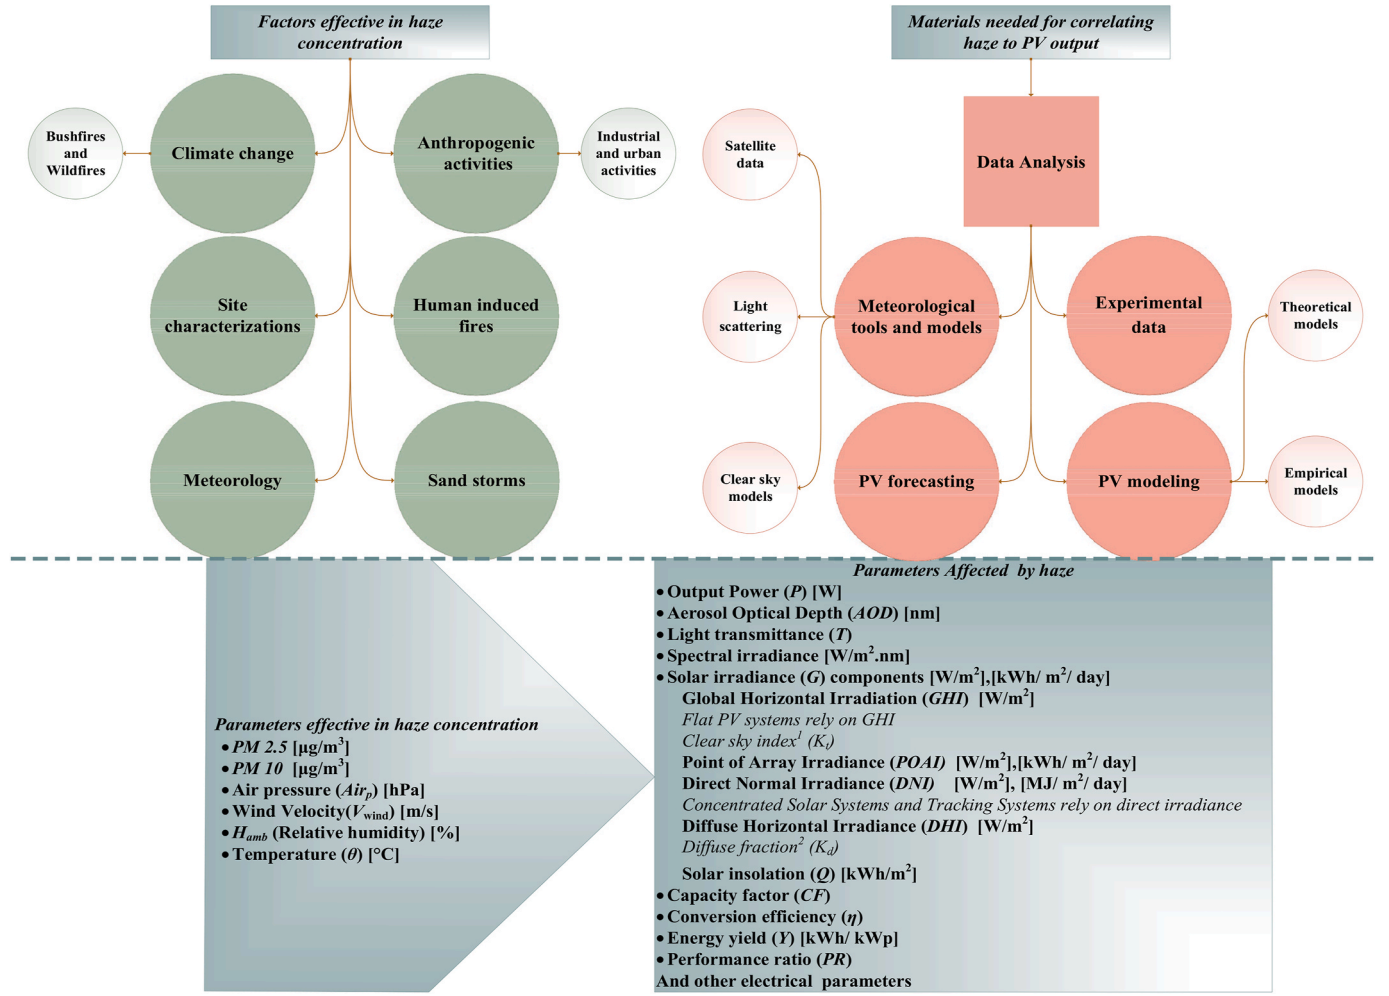 Factors effective in haze
concentration
Bushfires
and
Wildfires
Climate change
Anthropogenic
activities
Industrial
and urban
activities
Site
characterizations
Human induced
fires
Meteorology
Sand storms
Materials needed for correlating
haze to PV output
Data Analysis
Satellite
data
Light
scattering
Clear sky
models
Meteorological
tools and models
Experimental
data
Theoretical
models
PV forecasting
PV modeling
Empirical
models
Parameters effective in haze concentration
• PM 2.5 [µg/m³]
• PM 10 [µg/m³]
• Air pressure (Airₚ) [hPa]
• Wind Velocity(V_wind) [m/s]
• H_amb (Relative humidity) [%]
• Temperature (θ) [°C]
Parameters Affected by haze
• Output Power (P) [W]
• Aerosol Optical Depth (AOD) [nm]
• Light transmittance (T)
• Spectral irradiance [W/m².nm]
• Solar irradiance (G) components [W/m²],[kWh/ m²/ day]
Global Horizontal Irradiation (GHI) [W/m²]
Flat PV systems rely on GHI
Clear sky index¹ (Kₜ)
Point of Array Irradiance (POAI) [W/m²],[kWh/ m²/ day]
Direct Normal Irradiance (DNI) [W/m²], [MJ/ m²/ day]
Concentrated Solar Systems and Tracking Systems rely on direct irradiance
Diffuse Horizontal Irradiance (DHI) [W/m²]
Diffuse fraction² (K_d)
Solar insolation (Q) [kWh/m²]
• Capacity factor (CF)
• Conversion efficiency (η)
• Energy yield (Y) [kWh/ kWp]
• Performance ratio (PR)
And other electrical parameters